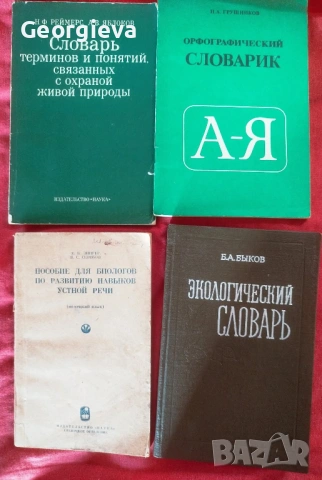 Georgieva
Н.Ф. РЕЙМЕРС, А.В. ЯБЛОКОВ
Словарь
терминов и понятий,
связанных
с охраной
живой природы
ИЗДАТЕЛЬСТВО «НАУКА»
ОРФОГРАФИЧЕСКИЙ
СЛОВАРИК
А-Я
ПОСОБИЕ ДЛЯ БИОЛОГОВ
ПО РАЗВИТИЮ НАВЫКОВ
УСТНОЙ РЕЧИ
Б.А.БЫКОВ
ЭКОЛОГИЧЕСКИЙ
СЛОВАРЬ
BAZAR
bg